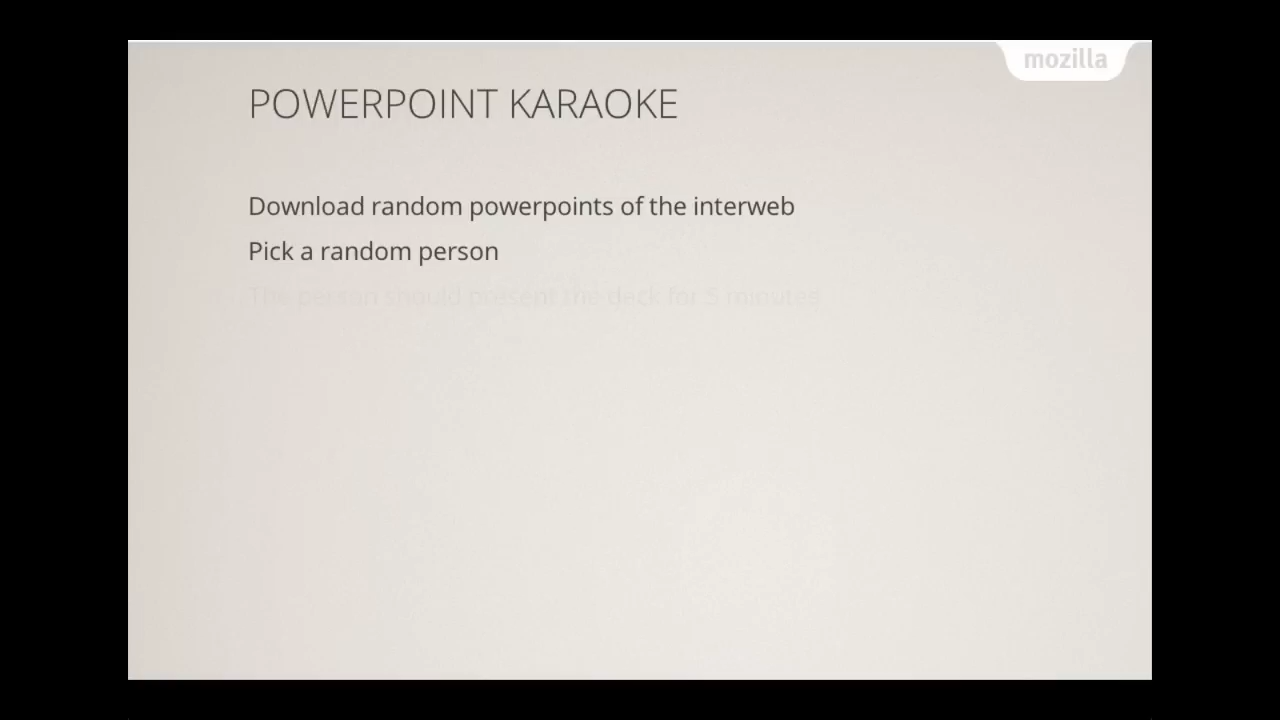 mozilla
POWERPOINT KARAOKE
Download random powerpoints of the interweb
Pick a random person
The person should present the deck for 5 minutes